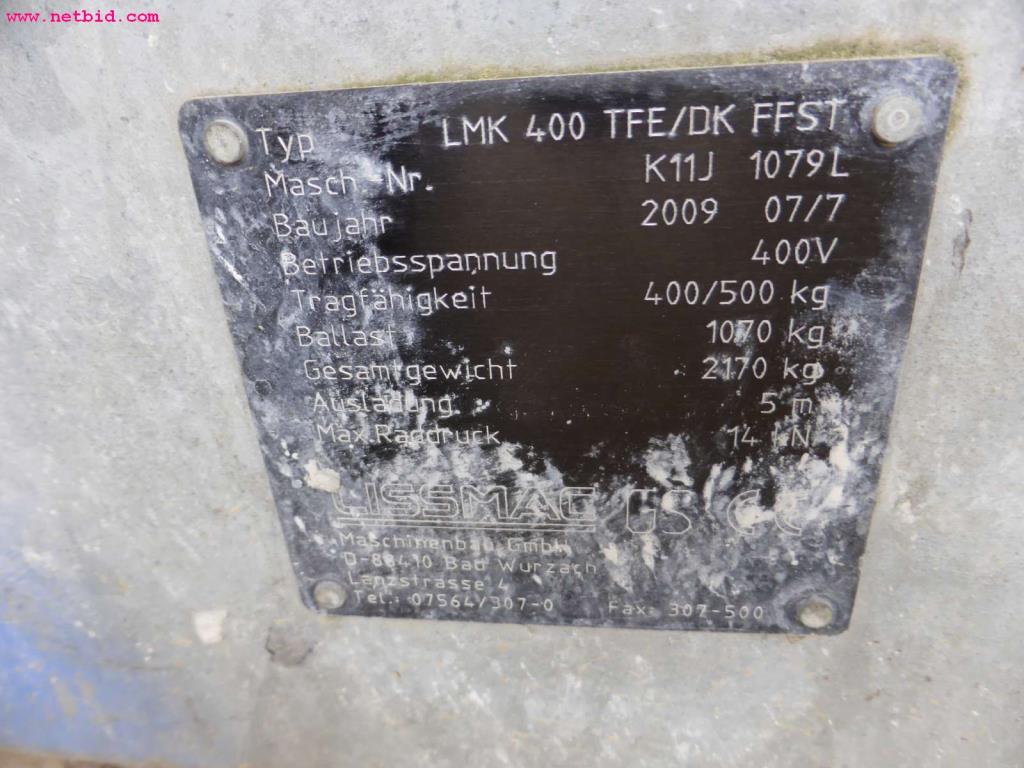 www.netbid.com
Typ LMK 400 TFE/DK FFST
Masch.-Nr. K11J 1079L
Baujahr 2009 07/7
Betriebsspannung 400V
Tragfähigkeit 400/500 kg
Ballast 1070 kg
Gesamtgewicht 2170 kg
Ausladung 5 m
Max.Raddruck 14 kN
LISSMAC GS CE
Maschinenbau GmbH
D-88410 Bad Wurzach
Lanzstrasse 4
Tel.: 07564/307-0 Fax: 307-500